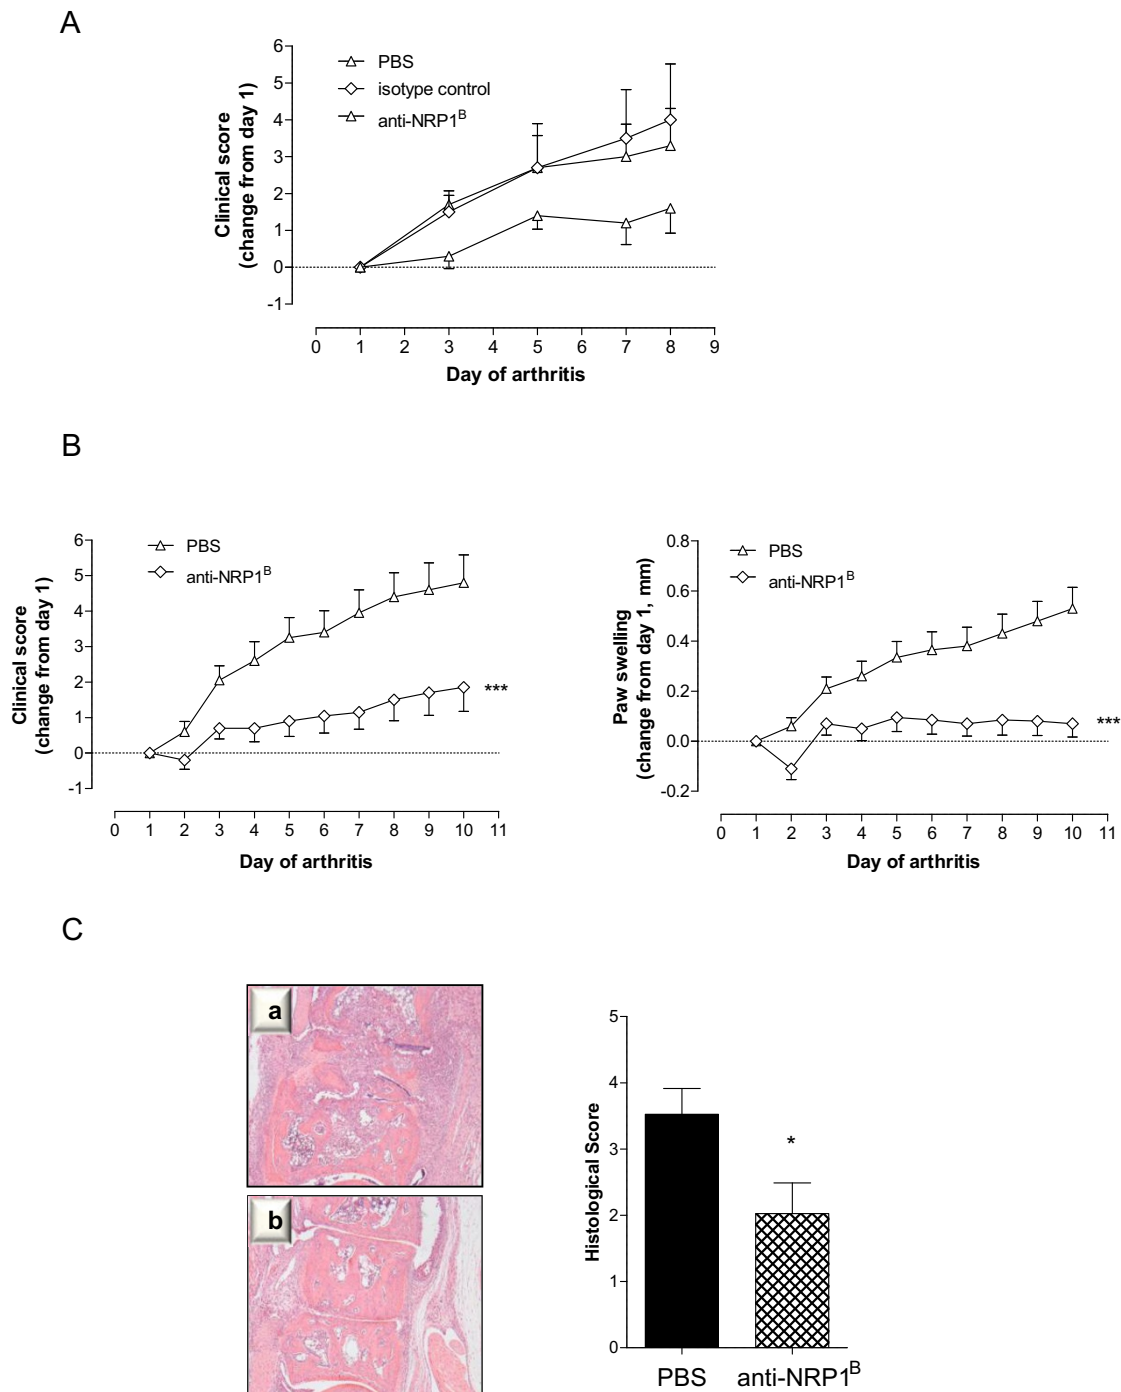 A
6
5
4
3
2
1
0
-1
Clinical score
(change from day 1)
PBS
isotype control
anti-NRP1B
0 1 2 3 4 5 6 7 8 9
Day of arthritis
B
6
5
4
3
2
1
0
-1
Clinical score
(change from day 1)
PBS
anti-NRP1B
***
0 1 2 3 4 5 6 7 8 9 10 11
Day of arthritis
0.8
0.6
0.4
0.2
0.0
-0.2
Paw swelling
(change from day 1, mm)
PBS
anti-NRP1B
***
0 1 2 3 4 5 6 7 8 9 10 11
Day of arthritis
C
a
b
5
4
3
2
1
0
Histological Score
*
PBS anti-NRP1B